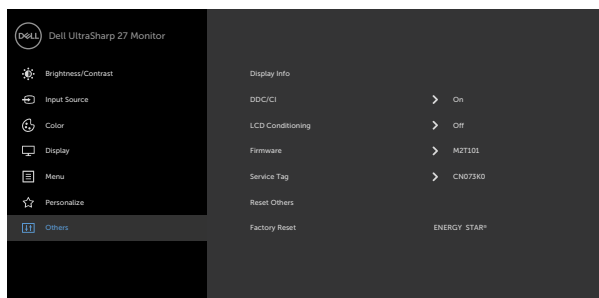 DELL Dell UltraSharp 27 Monitor
Brightness/Contrast Display Info
Input Source DDC/CI On
Color LCD Conditioning Off
Display Firmware M2T101
Menu Service Tag CN073K0
Personalize Reset Others
Others Factory Reset ENERGY STAR®